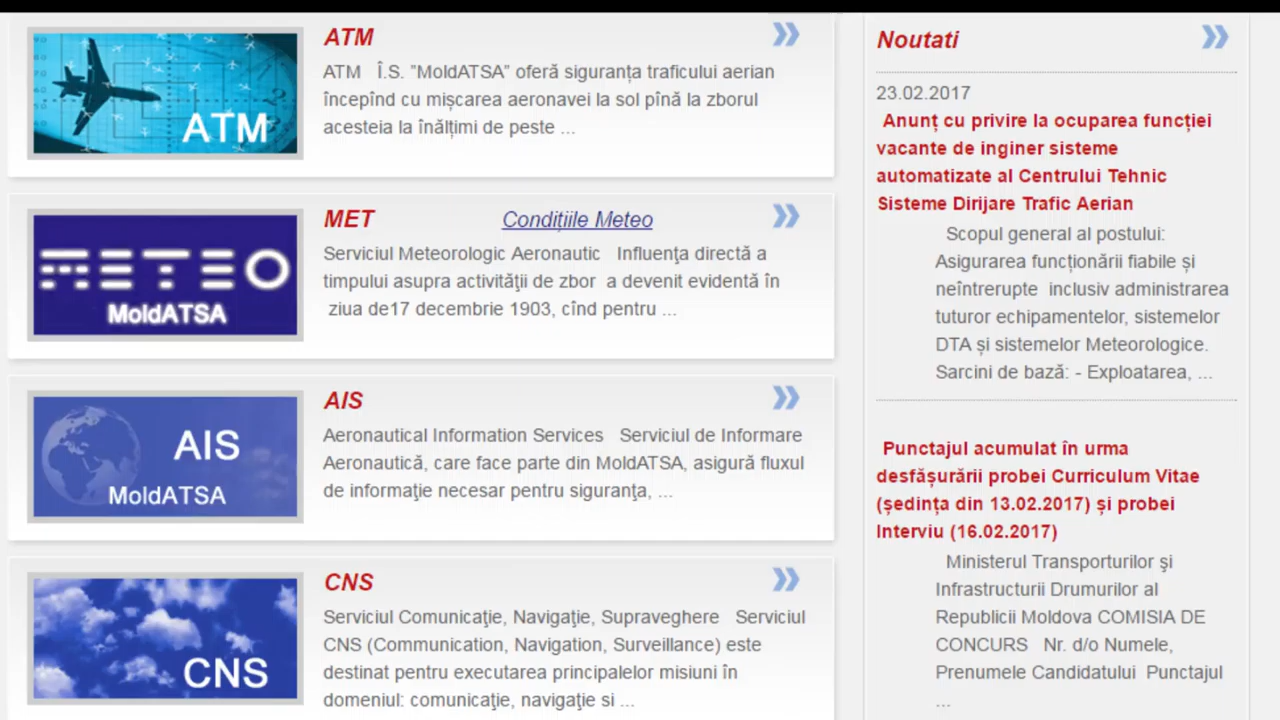 ATM
ATM
ATM Î.S. ”MoldATSA” oferă siguranța traficului aerian
începînd cu mișcarea aeronavei la sol pînă la zborul
acesteia la înălțimi de peste ...
METEO
MoldATSA
MET Condițiile Meteo
Serviciul Meteorologic Aeronautic Influenţa directă a
timpului asupra activităţii de zbor a devenit evidentă în
ziua de17 decembrie 1903, cînd pentru ...
AIS
MoldATSA
AIS
Aeronautical Information Services Serviciul de Informare
Aeronautică, care face parte din MoldATSA, asigură fluxul
de informaţie necesar pentru siguranţa, ...
CNS
CNS
Serviciul Comunicaţie, Navigaţie, Supraveghere Serviciul
CNS (Communication, Navigation, Surveillance) este
destinat pentru executarea principalelor misiuni în
domeniul: comunicaţie, navigaţie si ...
Noutati
23.02.2017
Anunț cu privire la ocuparea funcției
vacante de inginer sisteme
automatizate al Centrului Tehnic
Sisteme Dirijare Trafic Aerian
Scopul general al postului:
Asigurarea funcționării fiabile și
neîntrerupte inclusiv administrarea
tuturor echipamentelor, sistemelor
DTA și sistemelor Meteorologice.
Sarcini de bază: - Exploatarea, ...
Punctajul acumulat în urma
desfășurării probei Curriculum Vitae
(ședința din 13.02.2017) și probei
Interviu (16.02.2017)
Ministerul Transporturilor şi
Infrastructurii Drumurilor al
Republicii Moldova COMISIA DE
CONCURS Nr. d/o Numele,
Prenumele Candidatului Punctajul
...